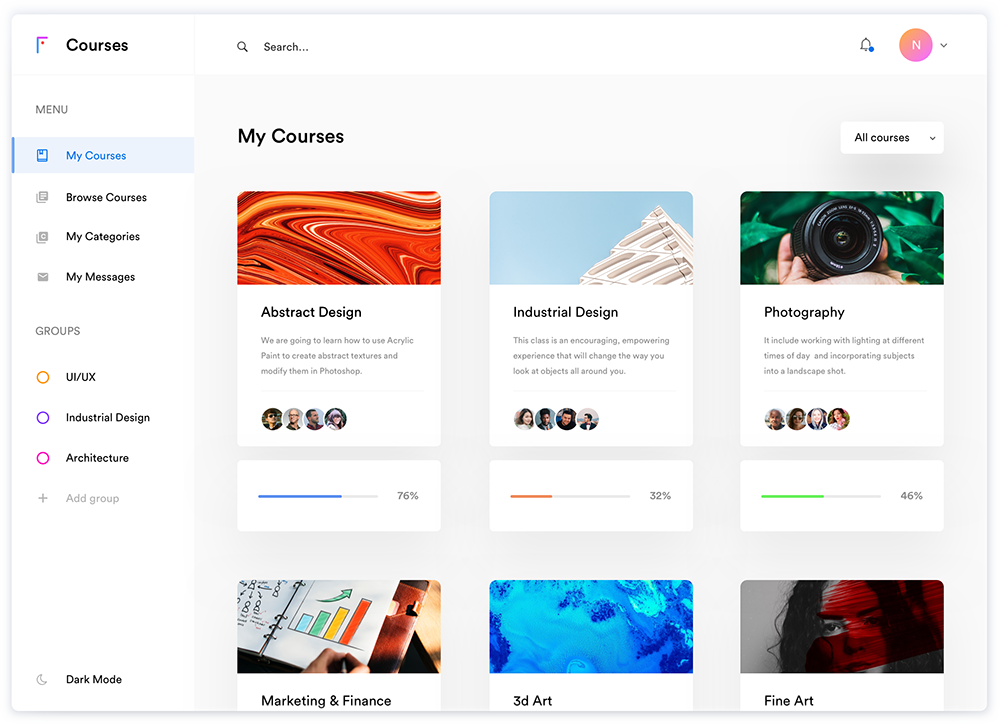 Courses
Search...
N
MENU
My Courses
Browse Courses
My Categories
My Messages
GROUPS
UI/UX
Industrial Design
Architecture
Add group
Dark Mode
My Courses
All courses
Abstract Design
We are going to learn how to use Acrylic
Paint to create abstract textures and
modify them in Photoshop.
76%
Industrial Design
This class is an encouraging, empowering
experience that will change the way you
look at objects all around you.
32%
Photography
It include working with lighting at different
times of day and incorporating subjects
into a landscape shot.
46%
Marketing & Finance
3d Art
Fine Art